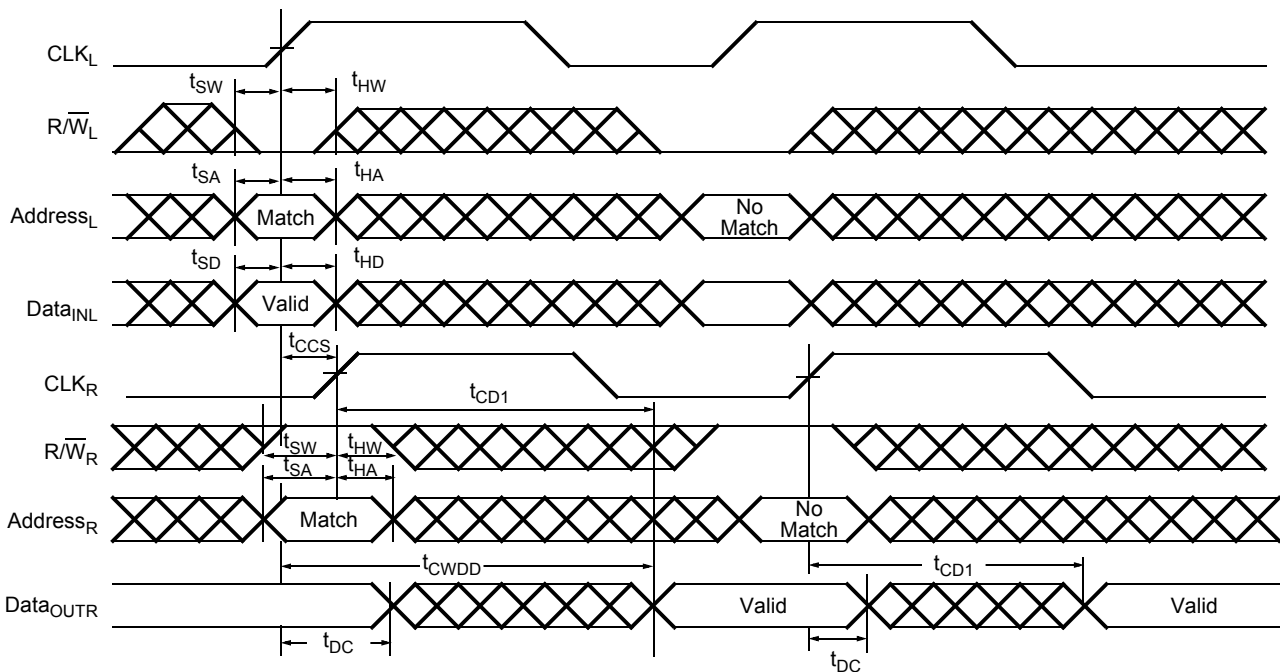 CLK_L
t_SW t_HW
R/W̅_L
t_SA t_HA
Address_L Match No Match
t_SD t_HD
Data_INL Valid
t_CCS
CLK_R
t_CD1
R/W̅_R t_SW t_HW
t_SA t_HA
Address_R Match No Match
t_CWDD t_CD1
Data_OUTR Valid Valid
t_DC t_DC